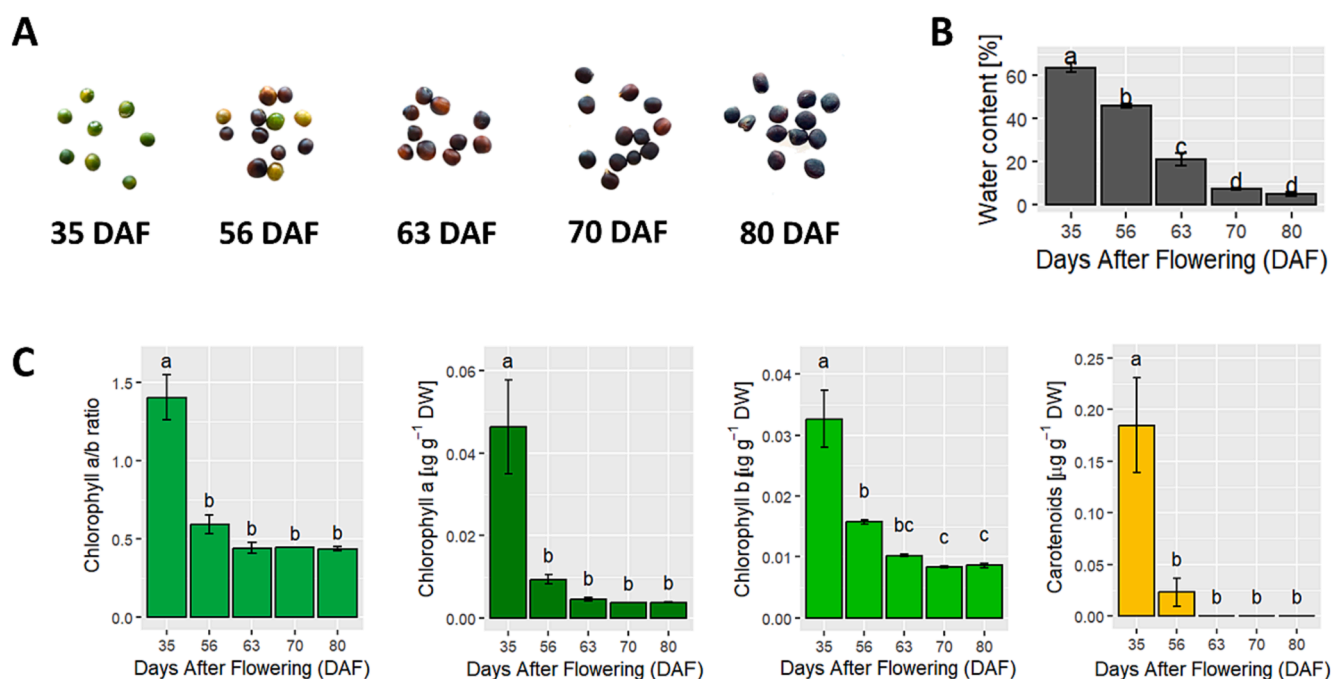 A
35 DAF
56 DAF
63 DAF
70 DAF
80 DAF
B
Water content [%]
60
40
20
0
a
b
c
d
d
35
56
63
70
80
Days After Flowering (DAF)
C
Chlorophyll a/b ratio
1.5
1.0
0.5
0.0
a
b
b
b
b
35
56
63
70
80
Days After Flowering (DAF)
Chlorophyll a [µg g⁻¹ DW]
0.06
0.04
0.02
0.00
a
b
b
b
b
35
56
63
70
80
Days After Flowering (DAF)
Chlorophyll b [µg g⁻¹ DW]
0.04
0.03
0.02
0.01
0.00
a
b
bc
c
c
35
56
63
70
80
Days After Flowering (DAF)
Carotenoids [µg g⁻¹ DW]
0.25
0.20
0.15
0.10
0.05
0.00
a
b
b
b
b
35
56
63
70
80
Days After Flowering (DAF)